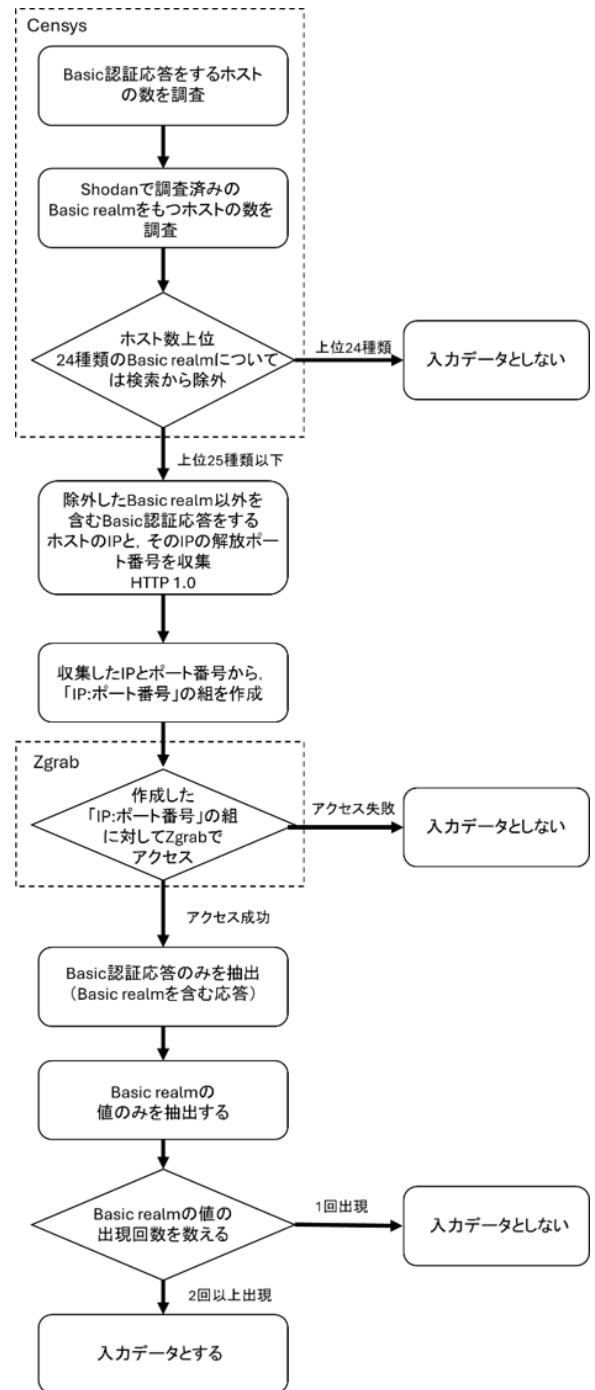 Censys
Basic認証応答をするホスト
の数を調査
Shodanで調査済みの
Basic realmをもつホストの数を
調査
ホスト数上位
24種類のBasic realmについて
は検索から除外
上位24種類
入力データとしない
上位25種類以下
除外したBasic realm以外を
含むBasic認証応答をする
ホストのIPと，そのIPの解放ポー
ト番号を収集
HTTP 1.0
収集したIPとポート番号から，
「IP:ポート番号」の組を作成
Zgrab
作成した
「IP:ポート番号」の組
に対してZgrabで
アクセス
アクセス失敗
入力データとしない
アクセス成功
Basic認証応答のみを抽出
（Basic realmを含む応答）
Basic realmの
値のみを抽出する
Basic realmの値の
出現回数を数える
1回出現
入力データとしない
2回以上出現
入力データとする